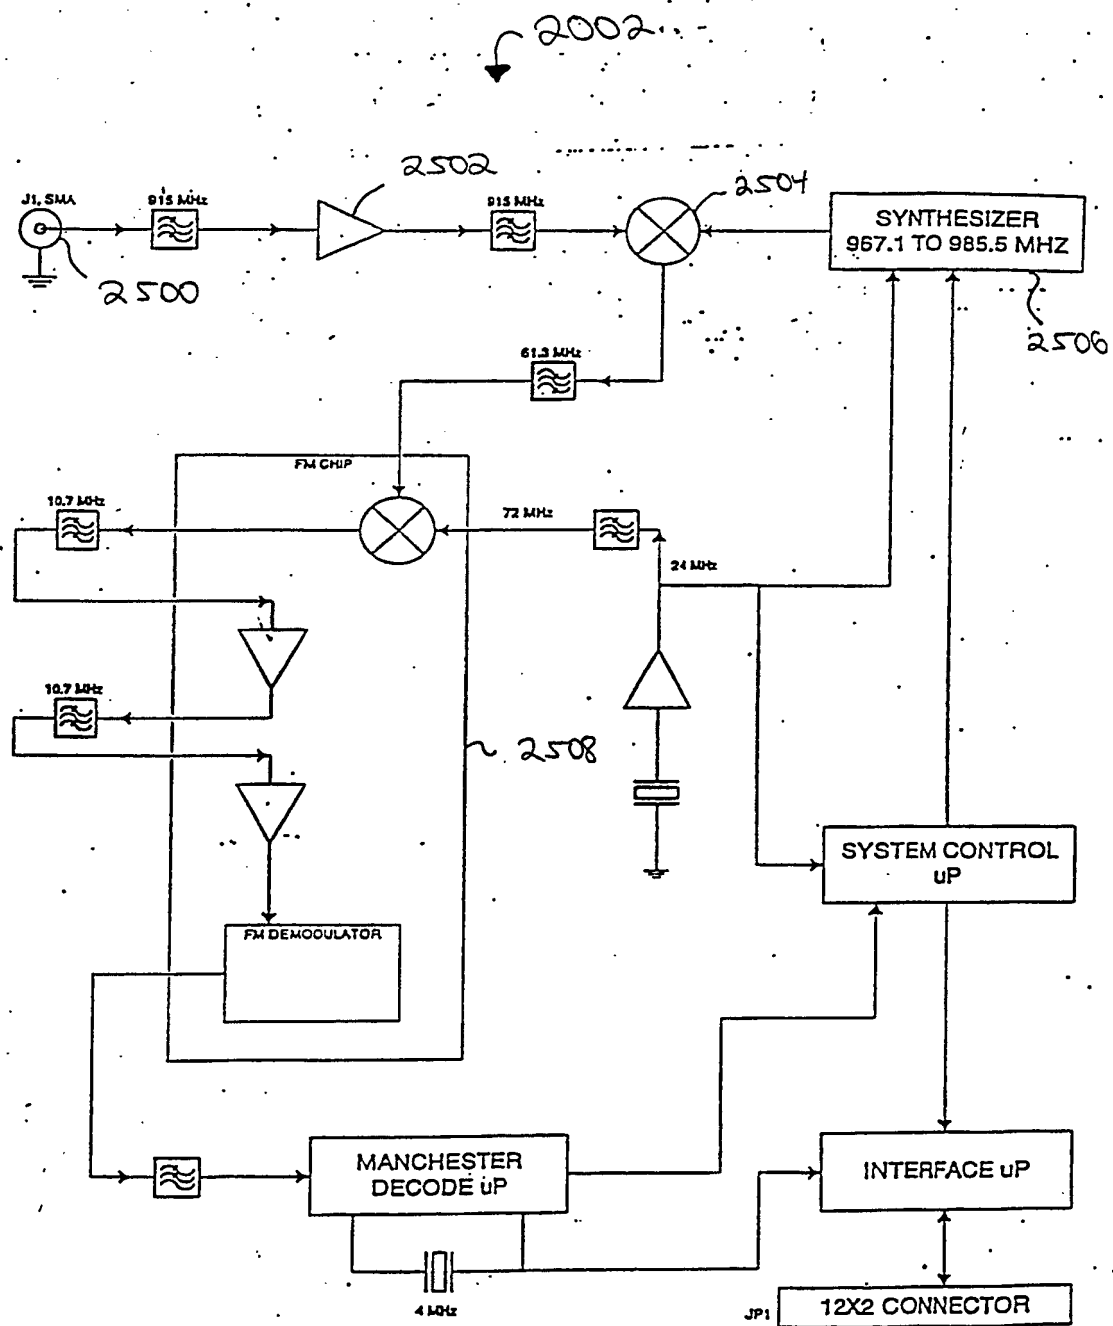 2002
2502
2504
J1, SMA
915 MHz
915 MHz
SYNTHESIZER
967.1 TO 985.5 MHZ
2500
2506
61.3 MHz
FM CHIP
10.7 MHz
72 MHz
24 MHz
10.7 MHz
2508
SYSTEM CONTROL
uP
FM DEMODULATOR
MANCHESTER
DECODE uP
INTERFACE uP
4 MHz
JP1
12X2 CONNECTOR